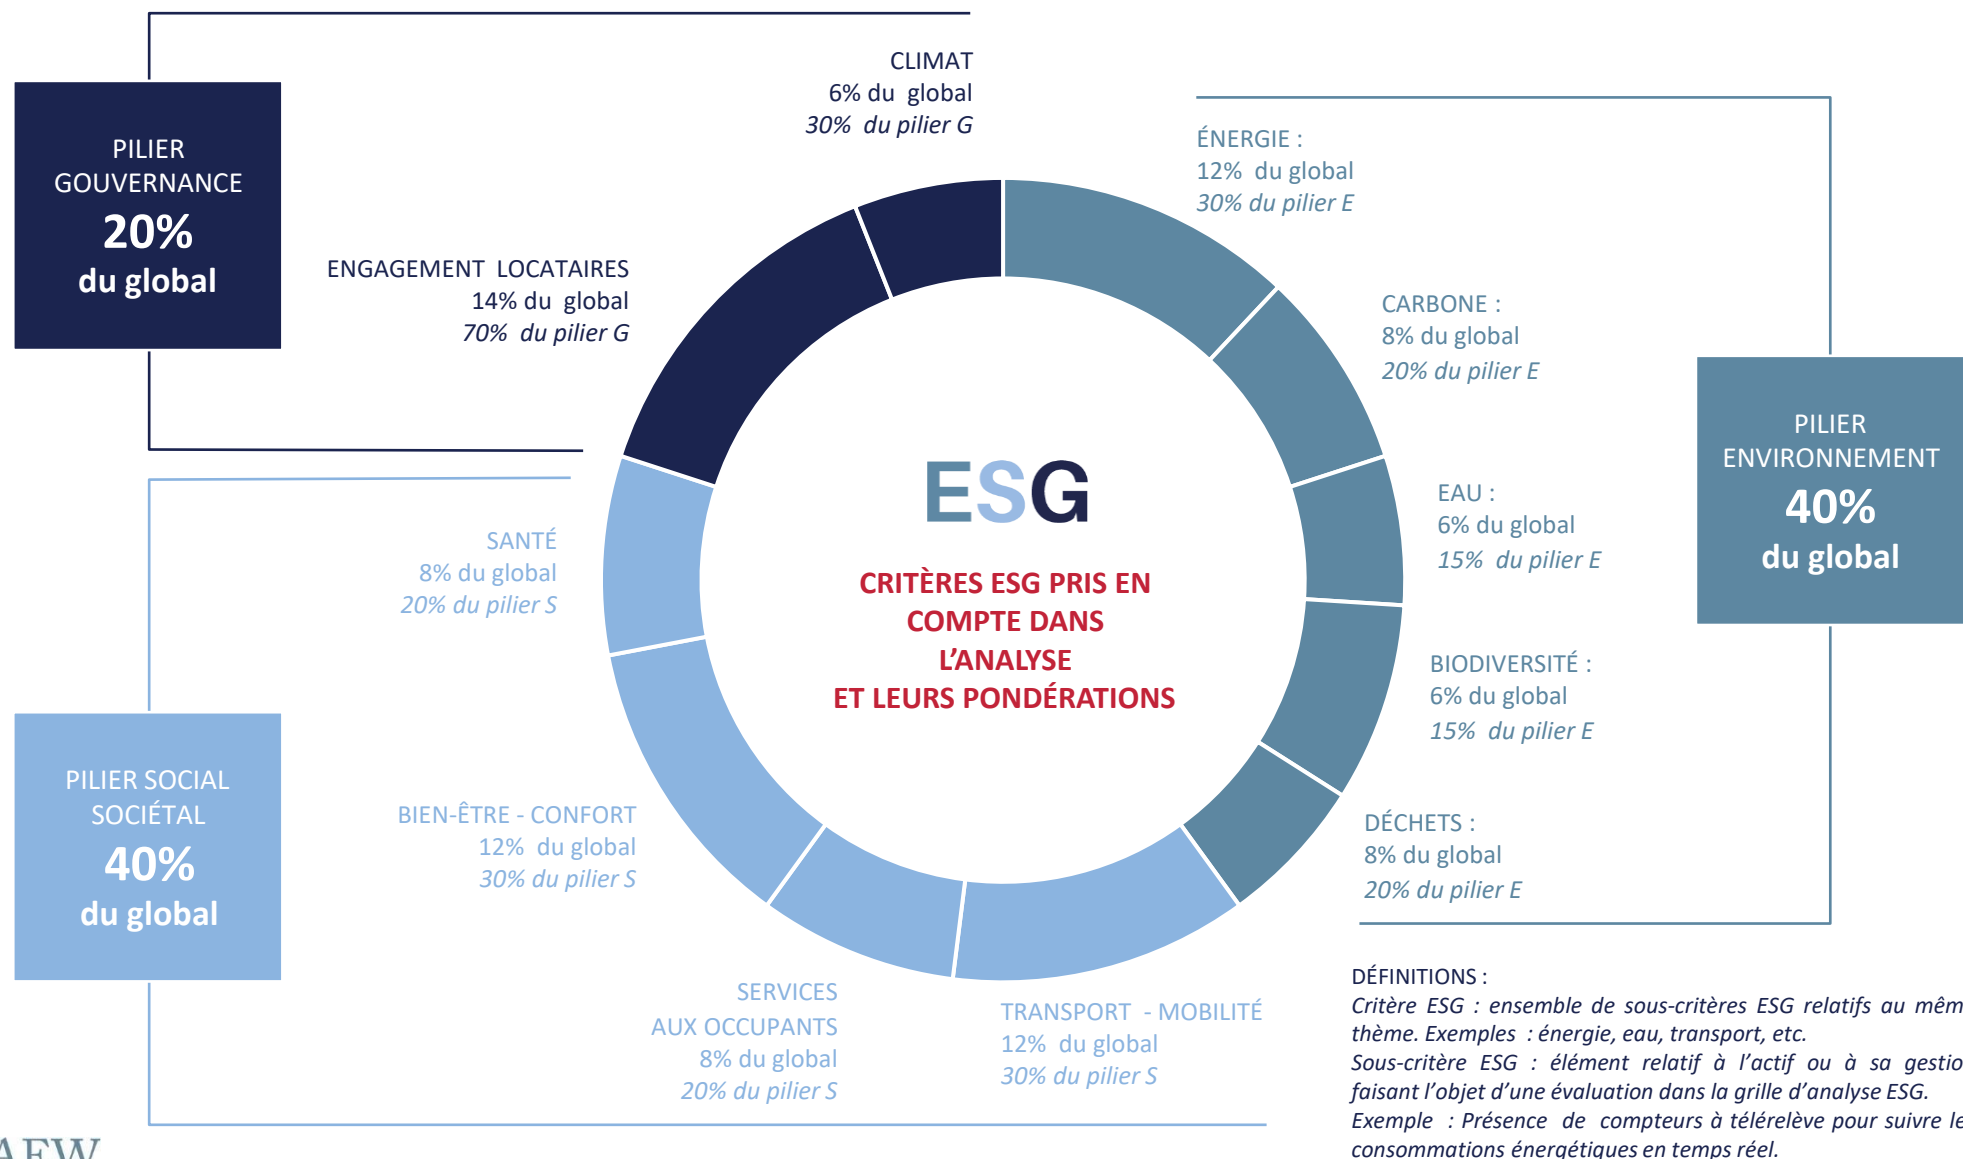 CLIMAT
6% du global
30% du pilier G
PILIER
GOUVERNANCE
20%
du global
ENGAGEMENT LOCATAIRES
14% du global
70% du pilier G
ÉNERGIE :
12% du global
30% du pilier E
CARBONE :
8% du global
20% du pilier E
EAU :
6% du global
15% du pilier E
BIODIVERSITÉ :
6% du global
15% du pilier E
DÉCHETS :
8% du global
20% du pilier E
PILIER
ENVIRONNEMENT
40%
du global
ESG
CRITÈRES ESG PRIS EN
COMPTE DANS
L’ANALYSE
ET LEURS PONDÉRATIONS
SANTÉ
8% du global
20% du pilier S
PILIER SOCIAL
SOCIÉTAL
40%
du global
BIEN-ÊTRE - CONFORT
12% du global
30% du pilier S
SERVICES
AUX OCCUPANTS
8% du global
20% du pilier S
TRANSPORT - MOBILITÉ
12% du global
30% du pilier S
DÉFINITIONS :
Critère ESG : ensemble de sous-critères ESG relatifs au mêm
thème. Exemples : énergie, eau, transport, etc.
Sous-critère ESG : élément relatif à l’actif ou à sa gestio
faisant l’objet d’une évaluation dans la grille d’analyse ESG.
Exemple : Présence de compteurs à télérelève pour suivre le
consommations énergétiques en temps réel.
AEW